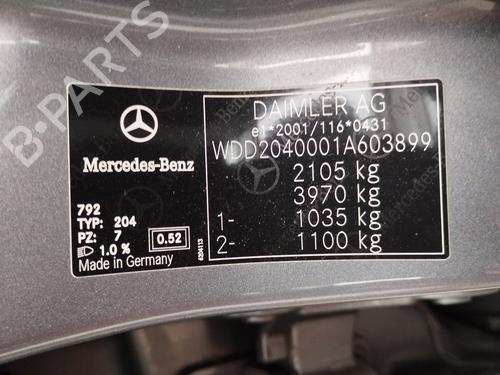 B-PARTS
Mercedes-Benz
792
TYP: 204
PZ: 7
1.0 %
0.52
Made in Germany
6204113
DAIMLER AG
e1*2001/116*0431
WDD2040001A603899
2105 kg
3970 kg
1- 1035 kg
2- 1100 kg